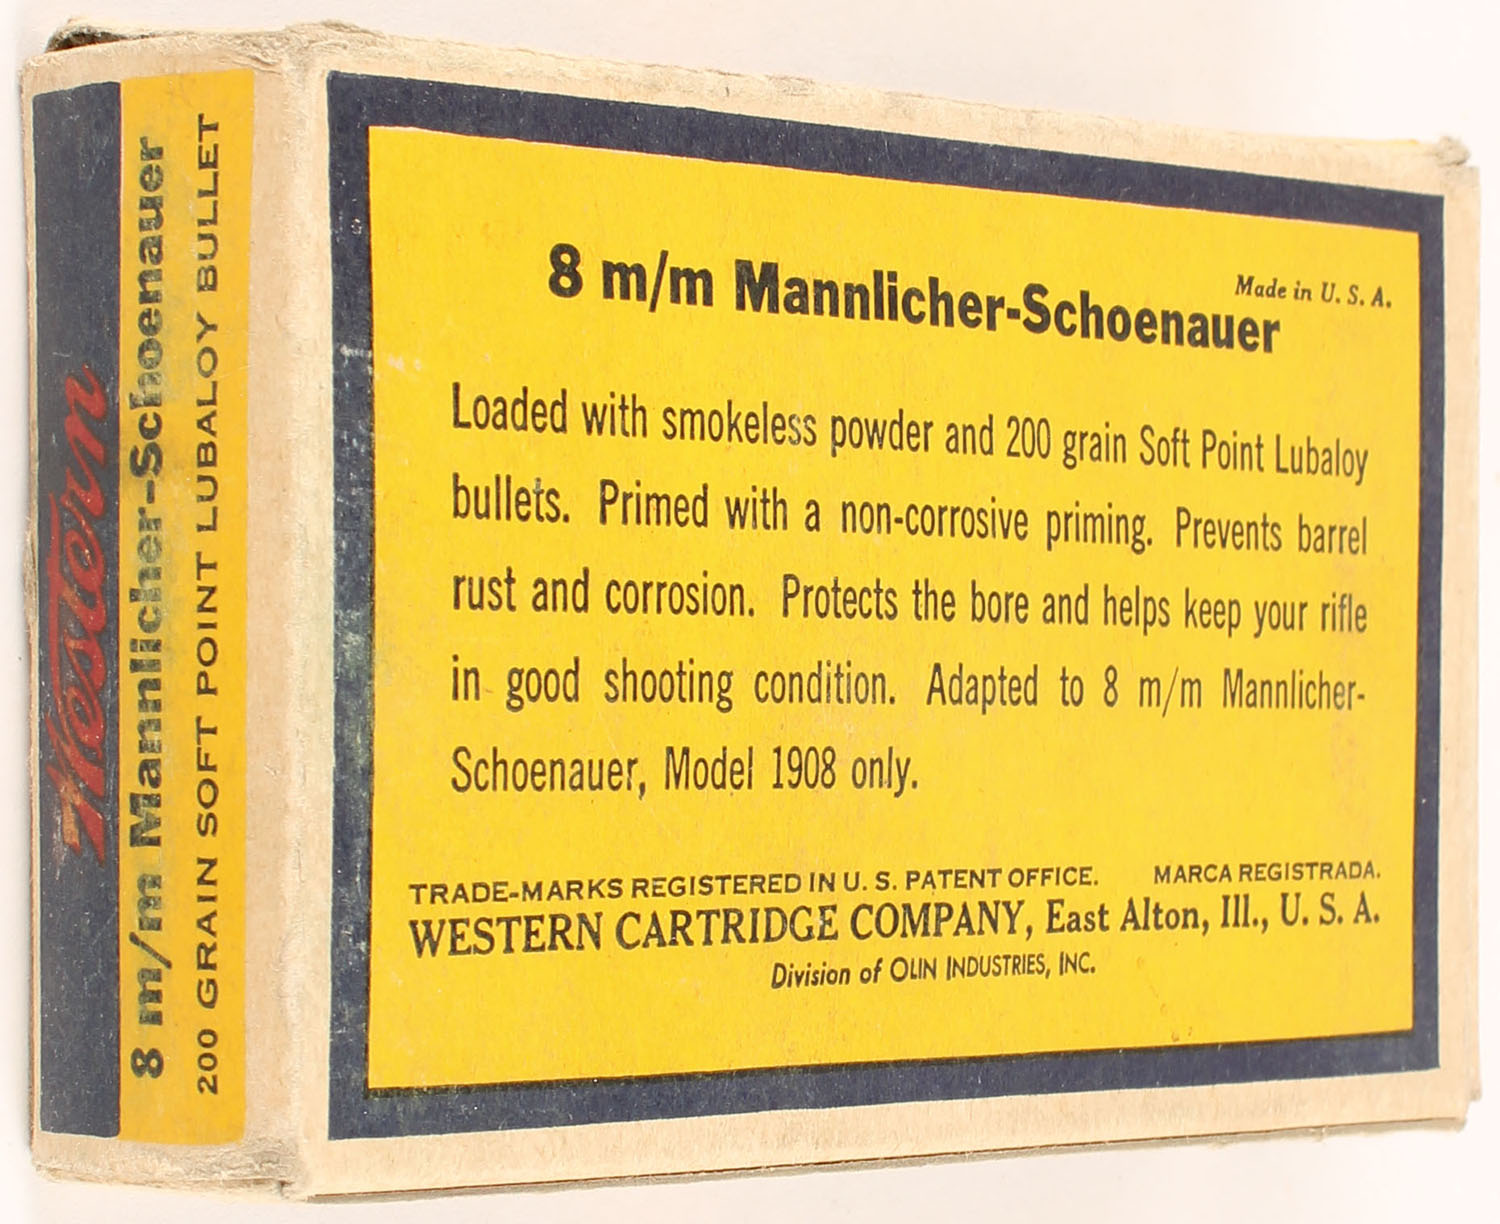 Western
8 m/m Mannlicher-Schoenauer
200 GRAIN SOFT POINT LUBALOY BULLET
Made in U. S. A.
8 m/m Mannlicher-Schoenauer
Loaded with smokeless powder and 200 grain Soft Point Lubaloy
bullets. Primed with a non-corrosive priming. Prevents barrel
rust and corrosion. Protects the bore and helps keep your rifle
in good shooting condition. Adapted to 8 m/m Mannlicher-
Schoenauer, Model 1908 only.
TRADE-MARKS REGISTERED IN U. S. PATENT OFFICE. MARCA REGISTRADA.
WESTERN CARTRIDGE COMPANY, East Alton, Ill., U. S. A.
Division of OLIN INDUSTRIES, INC.